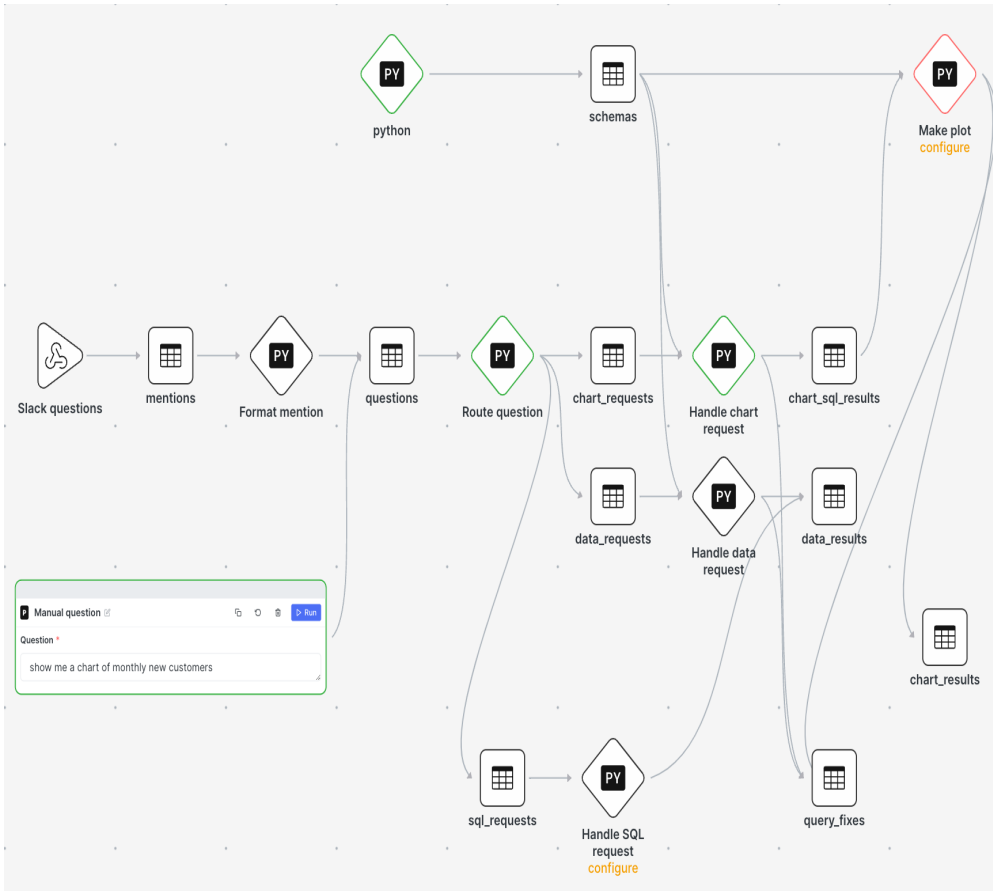 PY
PY
python
schemas
Make plot
configure
PY
PY
PY
Slack questions
mentions
Format mention
questions
Route question
chart_requests
Handle chart
request
chart_sql_results
PY
data_requests
Handle data
request
data_results
P Manual question
Run
Question *
show me a chart of monthly new customers
chart_results
PY
sql_requests
Handle SQL
request
configure
query_fixes